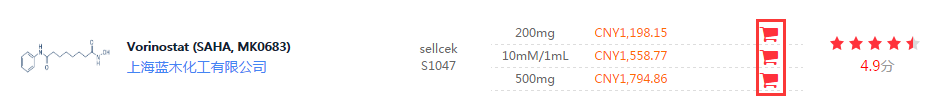 Vorinostat (SAHA, MK0683)
上海蓝木化工有限公司
sellcek
S1047
200mg CNY1,198.15
10mM/1mL CNY1,558.77
500mg CNY1,794.86
4.9分